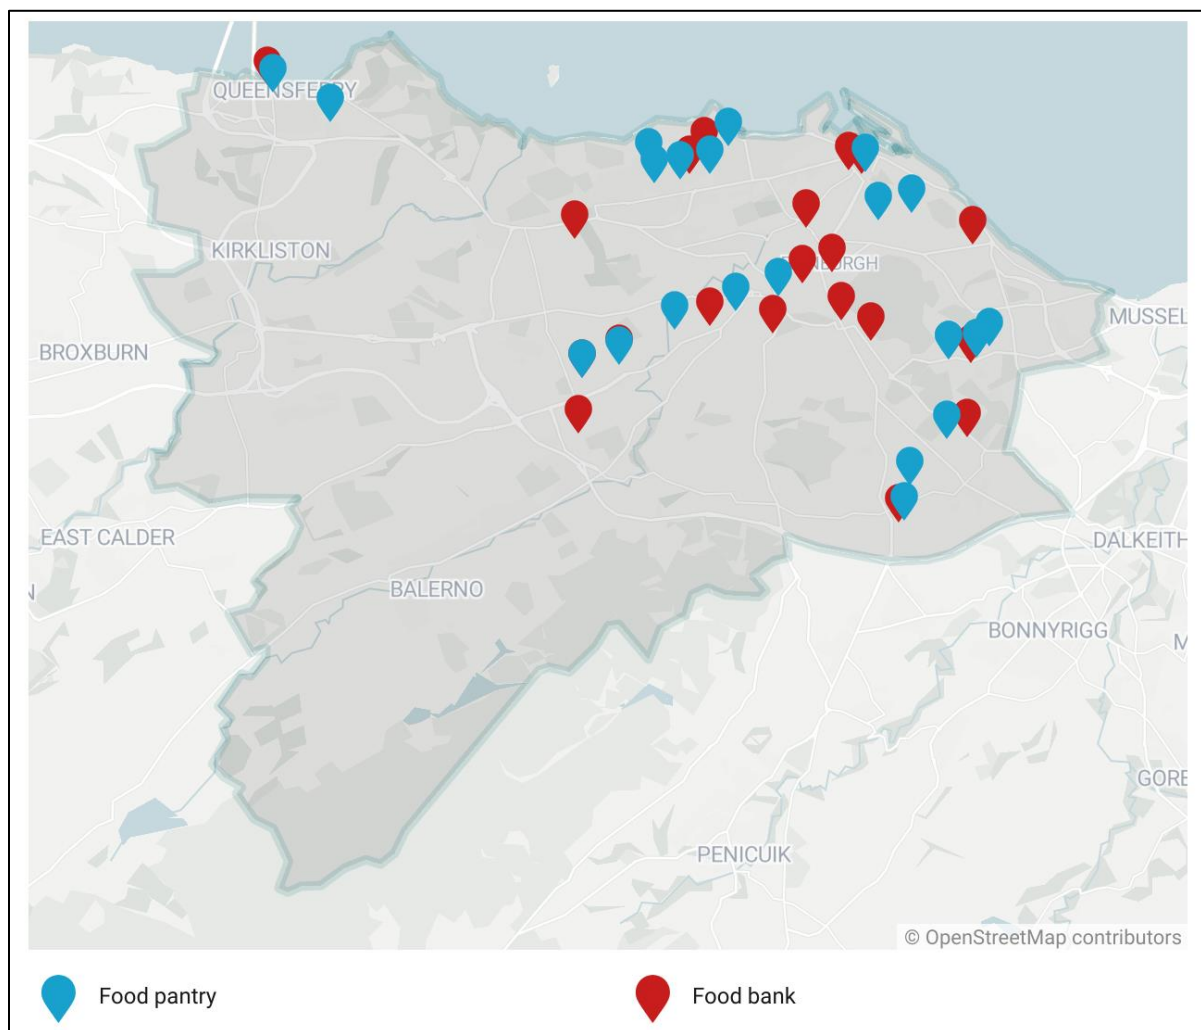 QUEENSFERRY
KIRKLISTON
BROXBURN
MUSSEL
EAST CALDER
DALKEITH
BALERNO
BONNYRIGG
M
GORE
PENICUIK
© OpenStreetMap contributors
Food pantry
Food bank